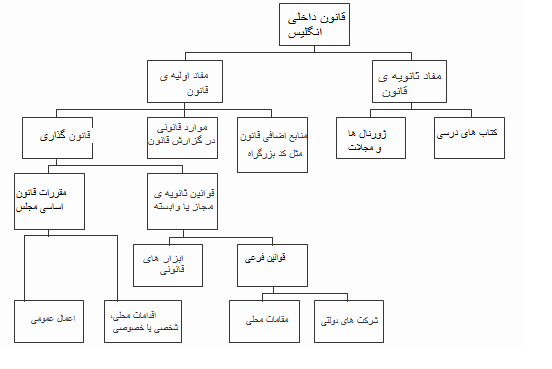 قانون داخلی
انگلیس
مفاد اولیه ی
قانون
مفاد ثانویه ی
قانون
قانون گذاری
موارد قانونی
در گزارش قانون
منابع اضافی قانون
مثل کد بزرگراه
ژورنال ها
و مجلات
کتاب های درسی
مقررات قانون
اساسی مجلس
قوانین ثانویه ی
مجاز یا وابسته
ابزار های
قانونی
قوانین فرعی
اعمال عمومی
اقدامات محلی،
شخصی یا خصوصی
مقامات محلی
شرکت های دولتی